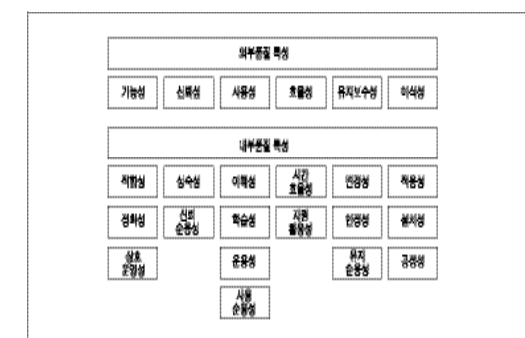 외부품질 특성
기능성 신뢰성 사용성 효율성 유지보수성 이식성
내부품질 특성
적합성 성숙성 이해성 시간 효율성 변경성 적응성
정확성 신뢰 순응성 학습성 자원 활용성 안정성 설치성
상호 운영성 운용성 유지 순응성 공존성
사용 순응성